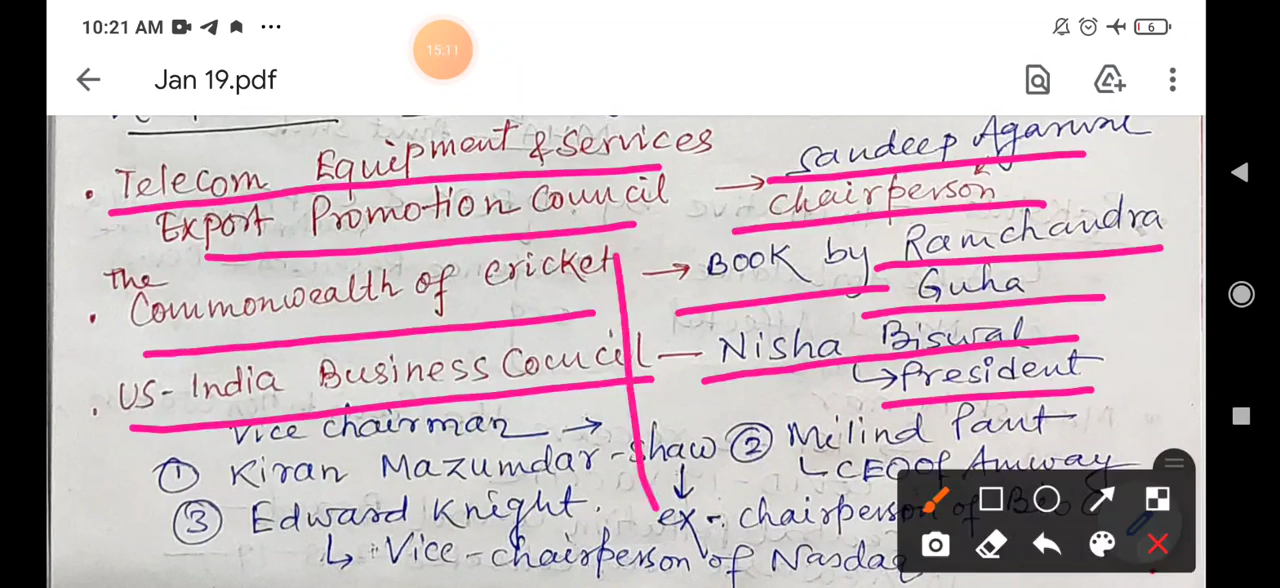 10:21 AM
6
15:11
Jan 19.pdf
• Telecom Equipment & Services Export Promotion Council → Sandeep Agarwal
chairperson
• The Commonwealth of cricket → BOOK by Ramchandra Guha
• US-India Business Council — Nisha Biswal
↳ President
Vice chairman →
① Kiran Mazumdar-shaw ② Milind Pant
↓ ↳ CEO of Amway
③ Edward Knight. ex-chairperson of
↳ Vice-chairperson of Nasdaq